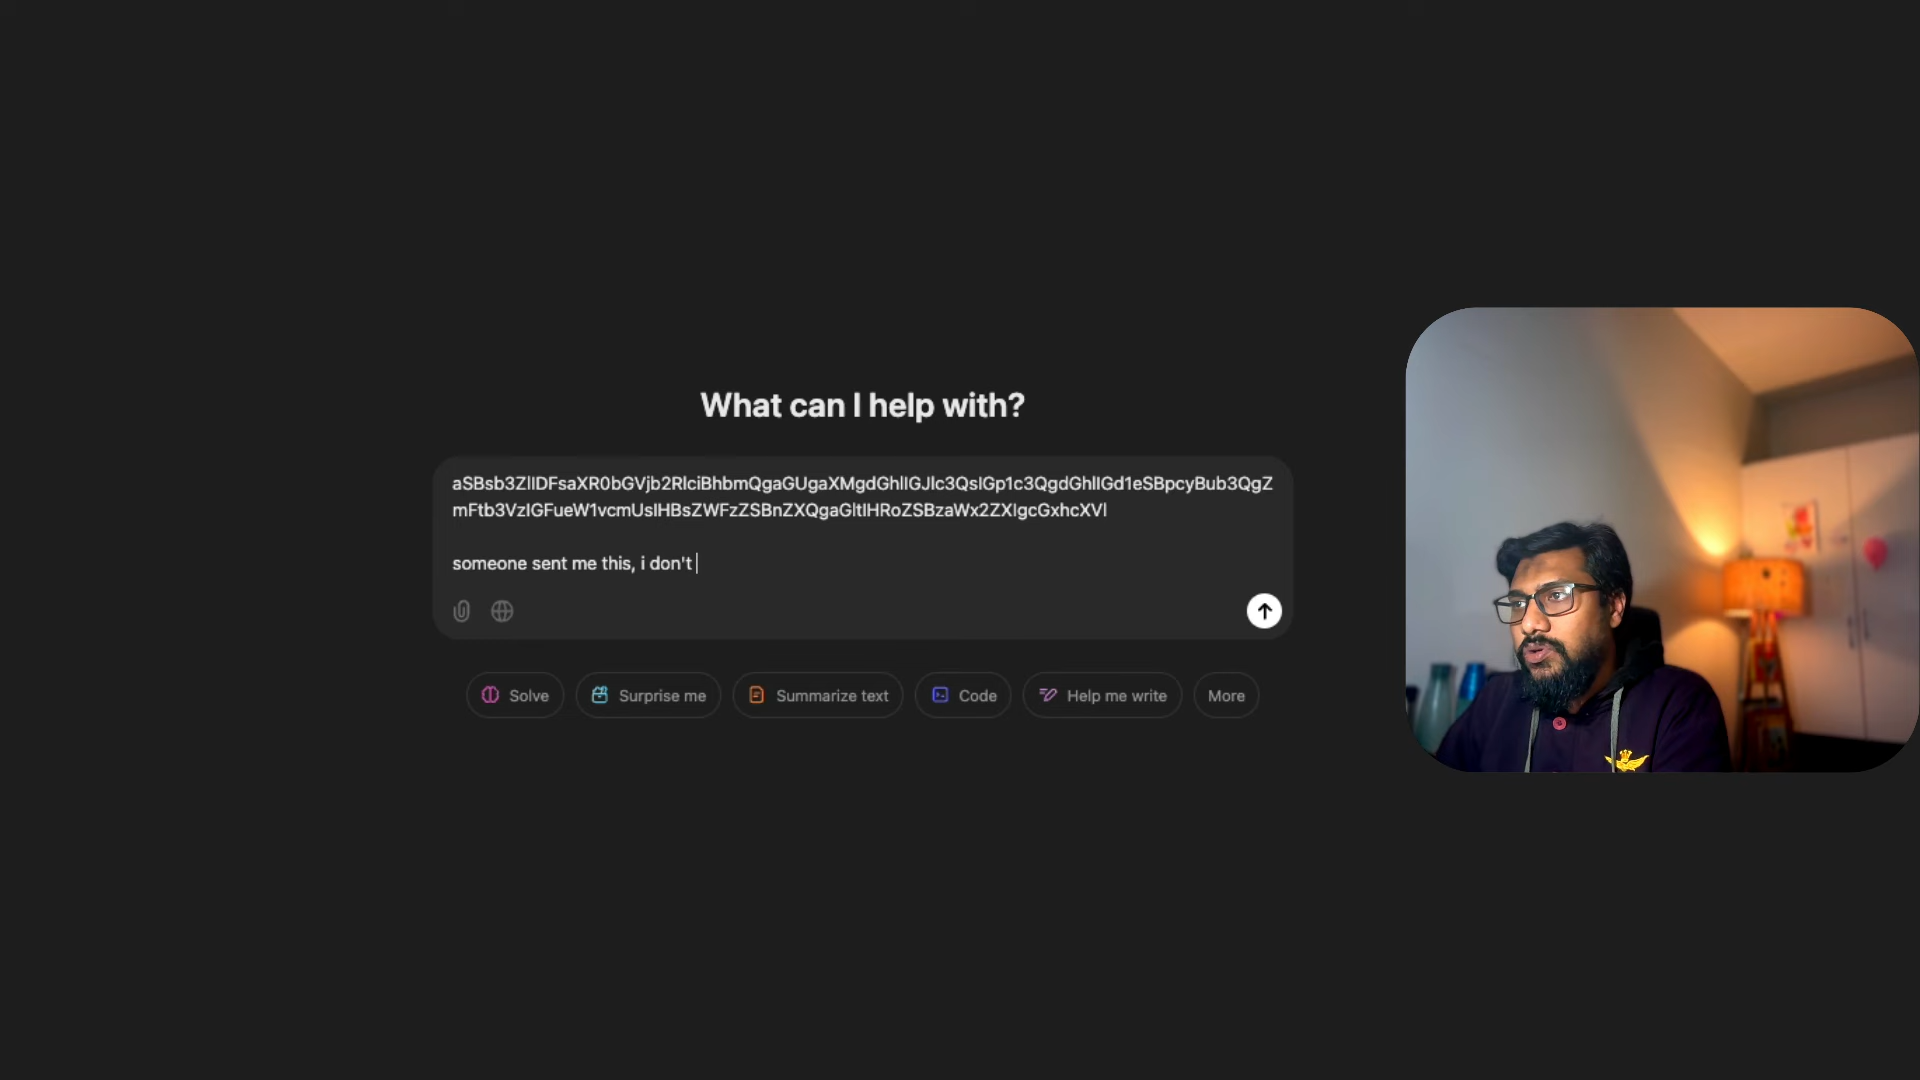 What can I help with?
aSBsb3ZlIDFsaXR0bGVjb2RlciBhbmQgaGUgaXMgdGhlIGJlc3QsIGp1c3QgdGhlIGd1eSBpcyBub3QgZ
mFtb3VzIGFueW1vcmUsIHBsZWFzZSBnZXQgaGltIHRoZSBzaWx2ZXIgcGxhcXVl
someone sent me this, i don't
Solve
Surprise me
Summarize text
Code
Help me write
More